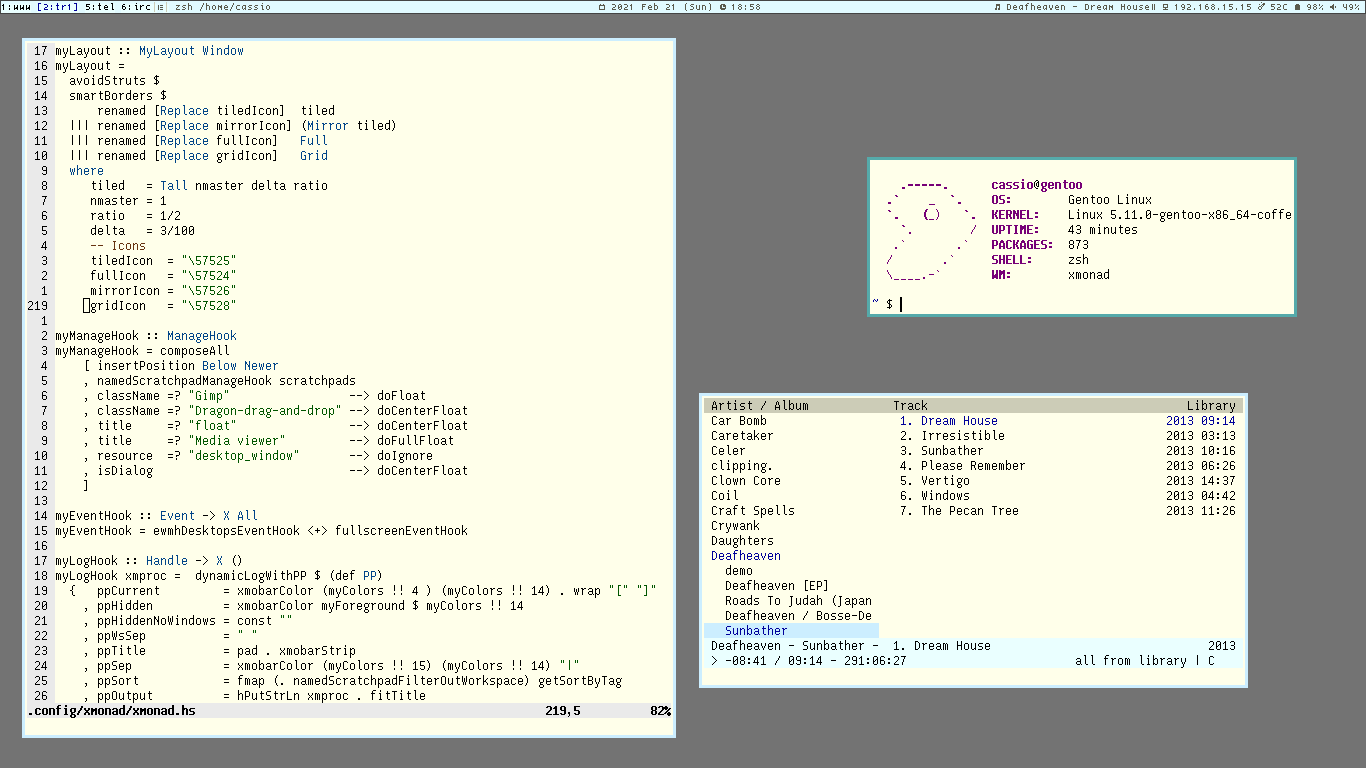 1:www [2:tr1] 5:tel 6:irc zsh /home/cassio 2021 Feb 21 (Sun) 18:58 Deafheaven - Dream House 192.168.15.15 52C 98% 49%
17 myLayout :: MyLayout Window
16 myLayout =
15   avoidStruts $
14   smartBorders $
13       renamed [Replace tiledIcon]  tiled
12   ||| renamed [Replace mirrorIcon] (Mirror tiled)
11   ||| renamed [Replace fullIcon]   Full
10   ||| renamed [Replace gridIcon]   Grid
9   where
8      tiled   = Tall nmaster delta ratio
7      nmaster = 1
6      ratio   = 1/2
5      delta   = 3/100
4      -- Icons
3      tiledIcon  = "\57525"
2      fullIcon   = "\57524"
1      mirrorIcon = "\57526"
219     gridIcon   = "\57528"
1
2 myManageHook :: ManageHook
3 myManageHook = composeAll
4     [ insertPosition Below Newer
5     , namedScratchpadManageHook scratchpads
6     , className =? "Gimp"                 --> doFloat
7     , className =? "Dragon-drag-and-drop" --> doCenterFloat
8     , title     =? "float"                --> doCenterFloat
9     , title     =? "Media viewer"         --> doFullFloat
10     , resource  =? "desktop_window"       --> doIgnore
11     , isDialog                            --> doCenterFloat
12     ]
13
14 myEventHook :: Event -> X All
15 myEventHook = ewmhDesktopsEventHook <+> fullscreenEventHook
16
17 myLogHook :: Handle -> X ()
18 myLogHook xmproc =  dynamicLogWithPP $ (def PP)
19   {   ppCurrent         = xmobarColor (myColors !! 4 ) (myColors !! 14) . wrap "[" "]"
20     , ppHidden          = xmobarColor myForeground $ myColors !! 14
21     , ppHiddenNoWindows = const ""
22     , ppWsSep           = " "
23     , ppTitle           = pad . xmobarStrip
24     , ppSep             = xmobarColor (myColors !! 15) (myColors !! 14) "|"
25     , ppSort            = fmap (. namedScratchpadFilterOutWorkspace) getSortByTag
26     , ppOutput          = hPutStrLn xmproc . fitTitle
.config/xmonad/xmonad.hs 219,5 82%
cassio@gentoo
OS: Gentoo Linux
KERNEL: Linux 5.11.0-gentoo-x86_64-coffe
UPTIME: 43 minutes
PACKAGES: 873
SHELL: zsh
WM: xmonad
~ $
Artist / Album Track Library
Car Bomb 1. Dream House 2013 09:14
Caretaker 2. Irresistible 2013 03:13
Celer 3. Sunbather 2013 10:16
clipping. 4. Please Remember 2013 06:26
Clown Core 5. Vertigo 2013 14:37
Coil 6. Windows 2013 04:42
Craft Spells 7. The Pecan Tree 2013 11:26
Crywank
Daughters
Deafheaven
demo
Deafheaven [EP]
Roads To Judah (Japan
Deafheaven / Bosse-De
Sunbather
Deafheaven - Sunbather -  1. Dream House 2013
> -08:41 / 09:14 - 291:06:27 all from library | C